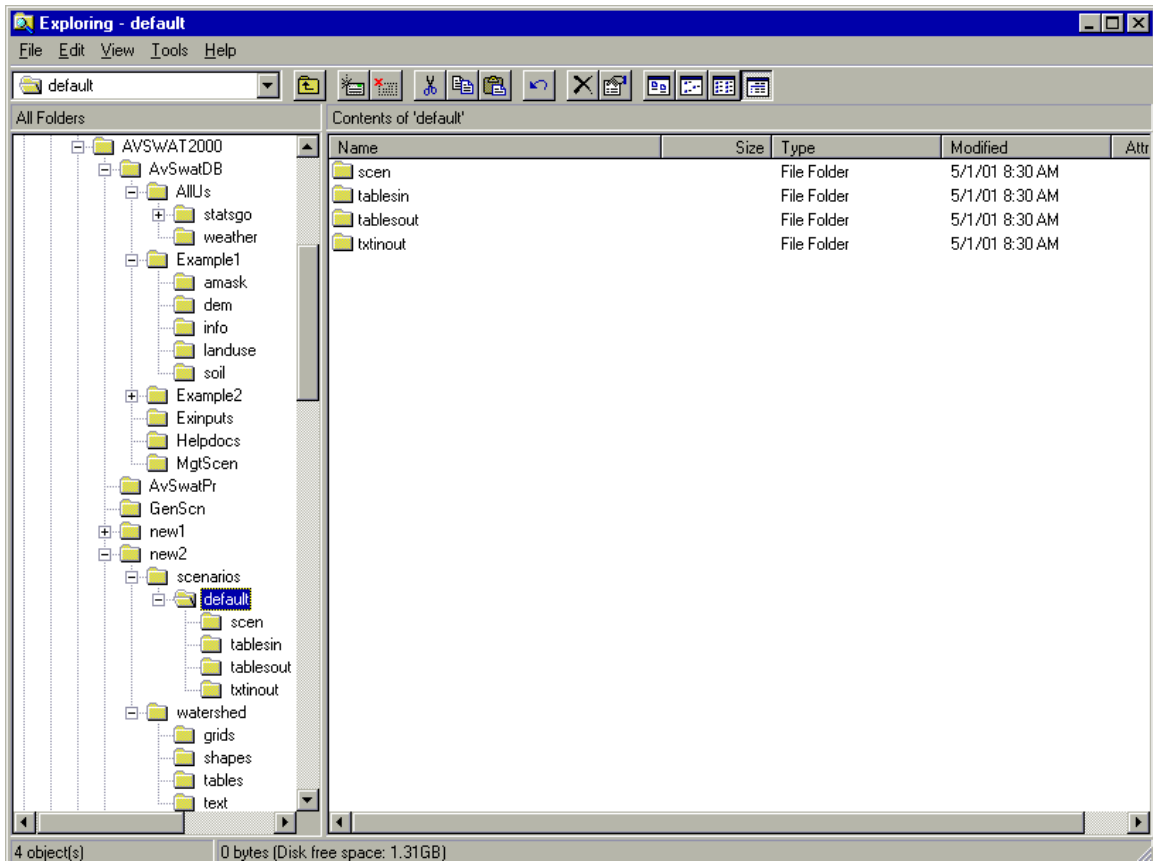 Exploring - default
File Edit View Tools Help
default
All Folders
Contents of 'default'
AVSWAT2000
AvSwatDB
AllUs
statsgo
weather
Example1
amask
dem
info
landuse
soil
Example2
Exinputs
Helpdocs
MgtScen
AvSwatPr
GenScn
new1
new2
scenarios
default
scen
tablesin
tablesout
txtinout
watershed
grids
shapes
tables
text
Name Size Type Modified Attr
scen File Folder 5/1/01 8:30 AM
tablesin File Folder 5/1/01 8:30 AM
tablesout File Folder 5/1/01 8:30 AM
txtinout File Folder 5/1/01 8:30 AM
4 object(s) 0 bytes (Disk free space: 1.31GB)